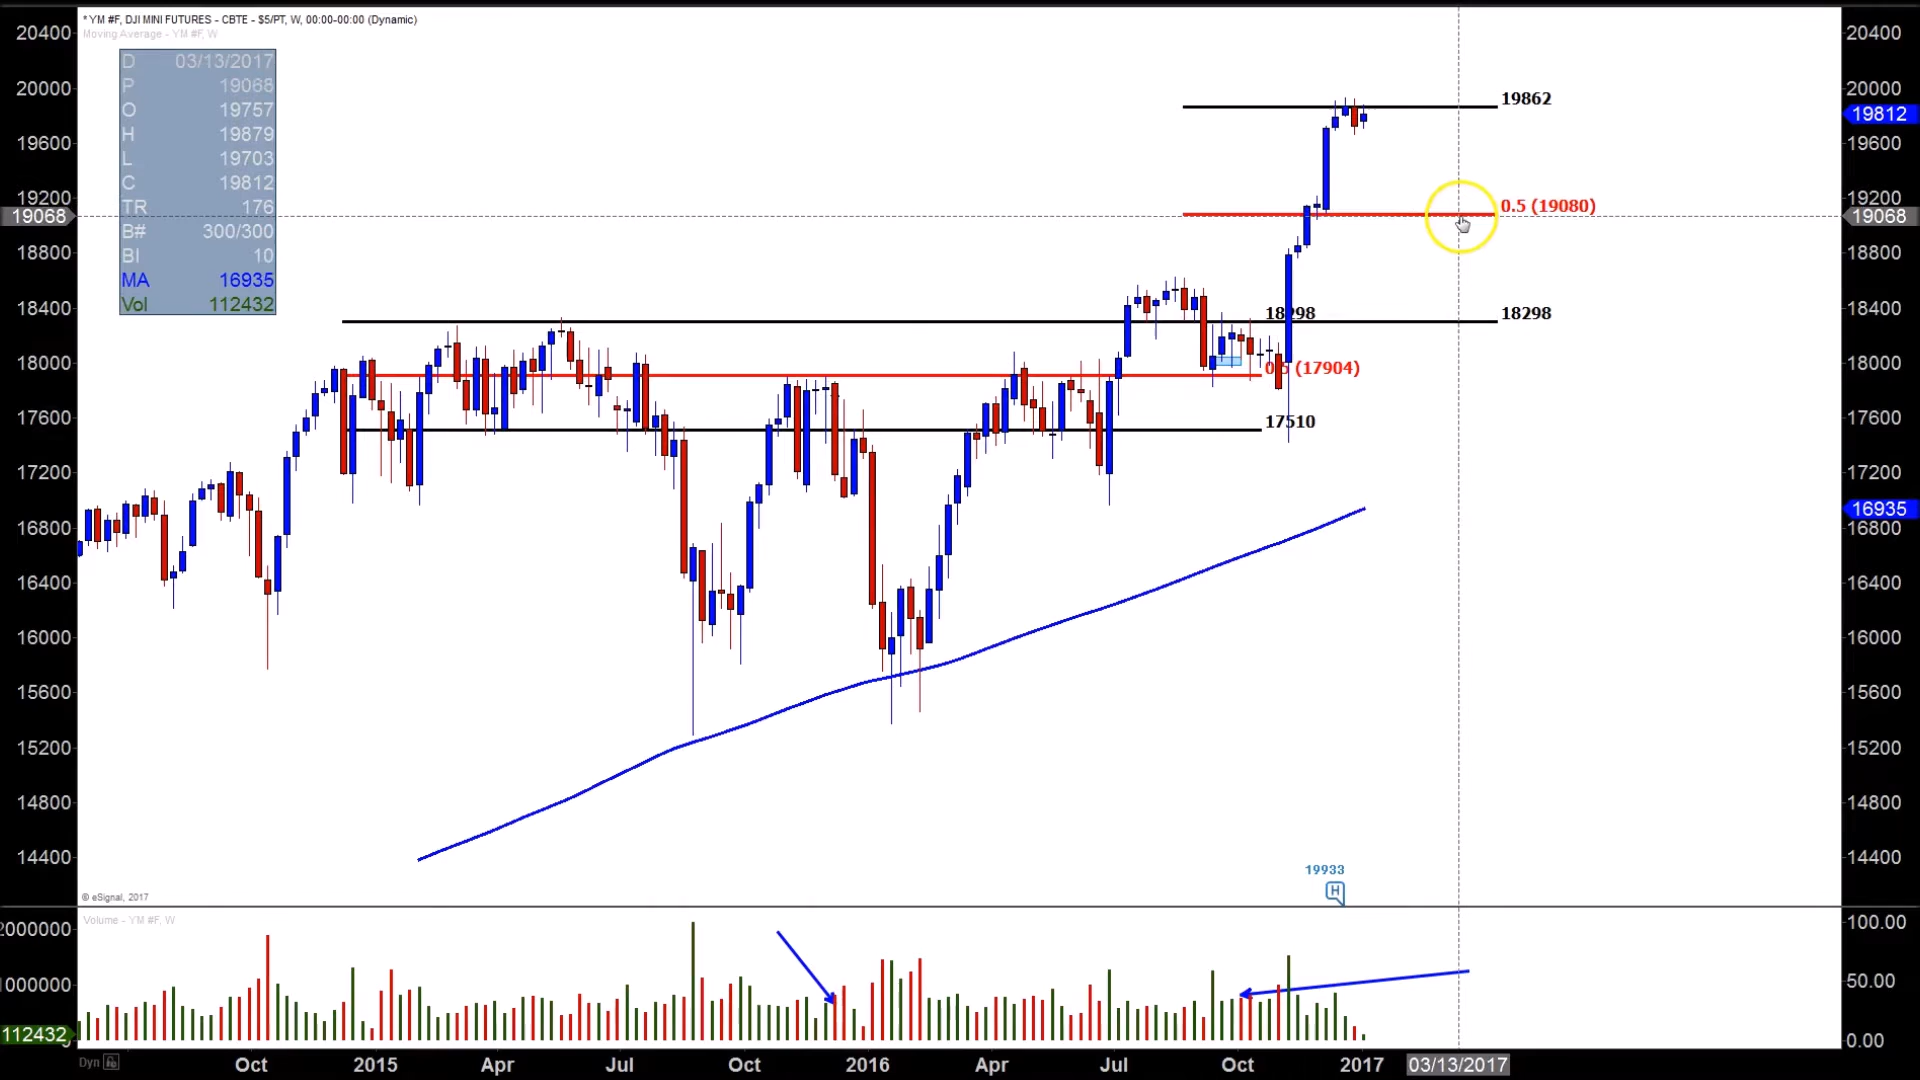 * YM #F, DJI MINI FUTURES - CBTE - $5/PT, W, 00:00-00:00 (Dynamic)
Moving Average - YM #F, W
D 03/13/2017
P 19068
O 19757
H 19879
L 19703
C 19812
TR 176
B# 300/300
BI 10
MA 16935
Vol 112432
20400 20400
20000 20000
19862
19812
19600 19600
19200 19200
0.5 (19080)
19068 19068
18800 18800
18400 18400
18298 18298
18000 18000
0.5 (17904)
17600 17600
17510
17200 17200
16935
16800 16800
16400 16400
16000 16000
15600 15600
15200 15200
14800 14800
14400 14400
19933
H
© eSignal, 2017
Volume - YM #F, W
2000000 100.00
1000000 50.00
112432 0.00
Dyn Oct 2015 Apr Jul Oct 2016 Apr Jul Oct 2017 03/13/2017